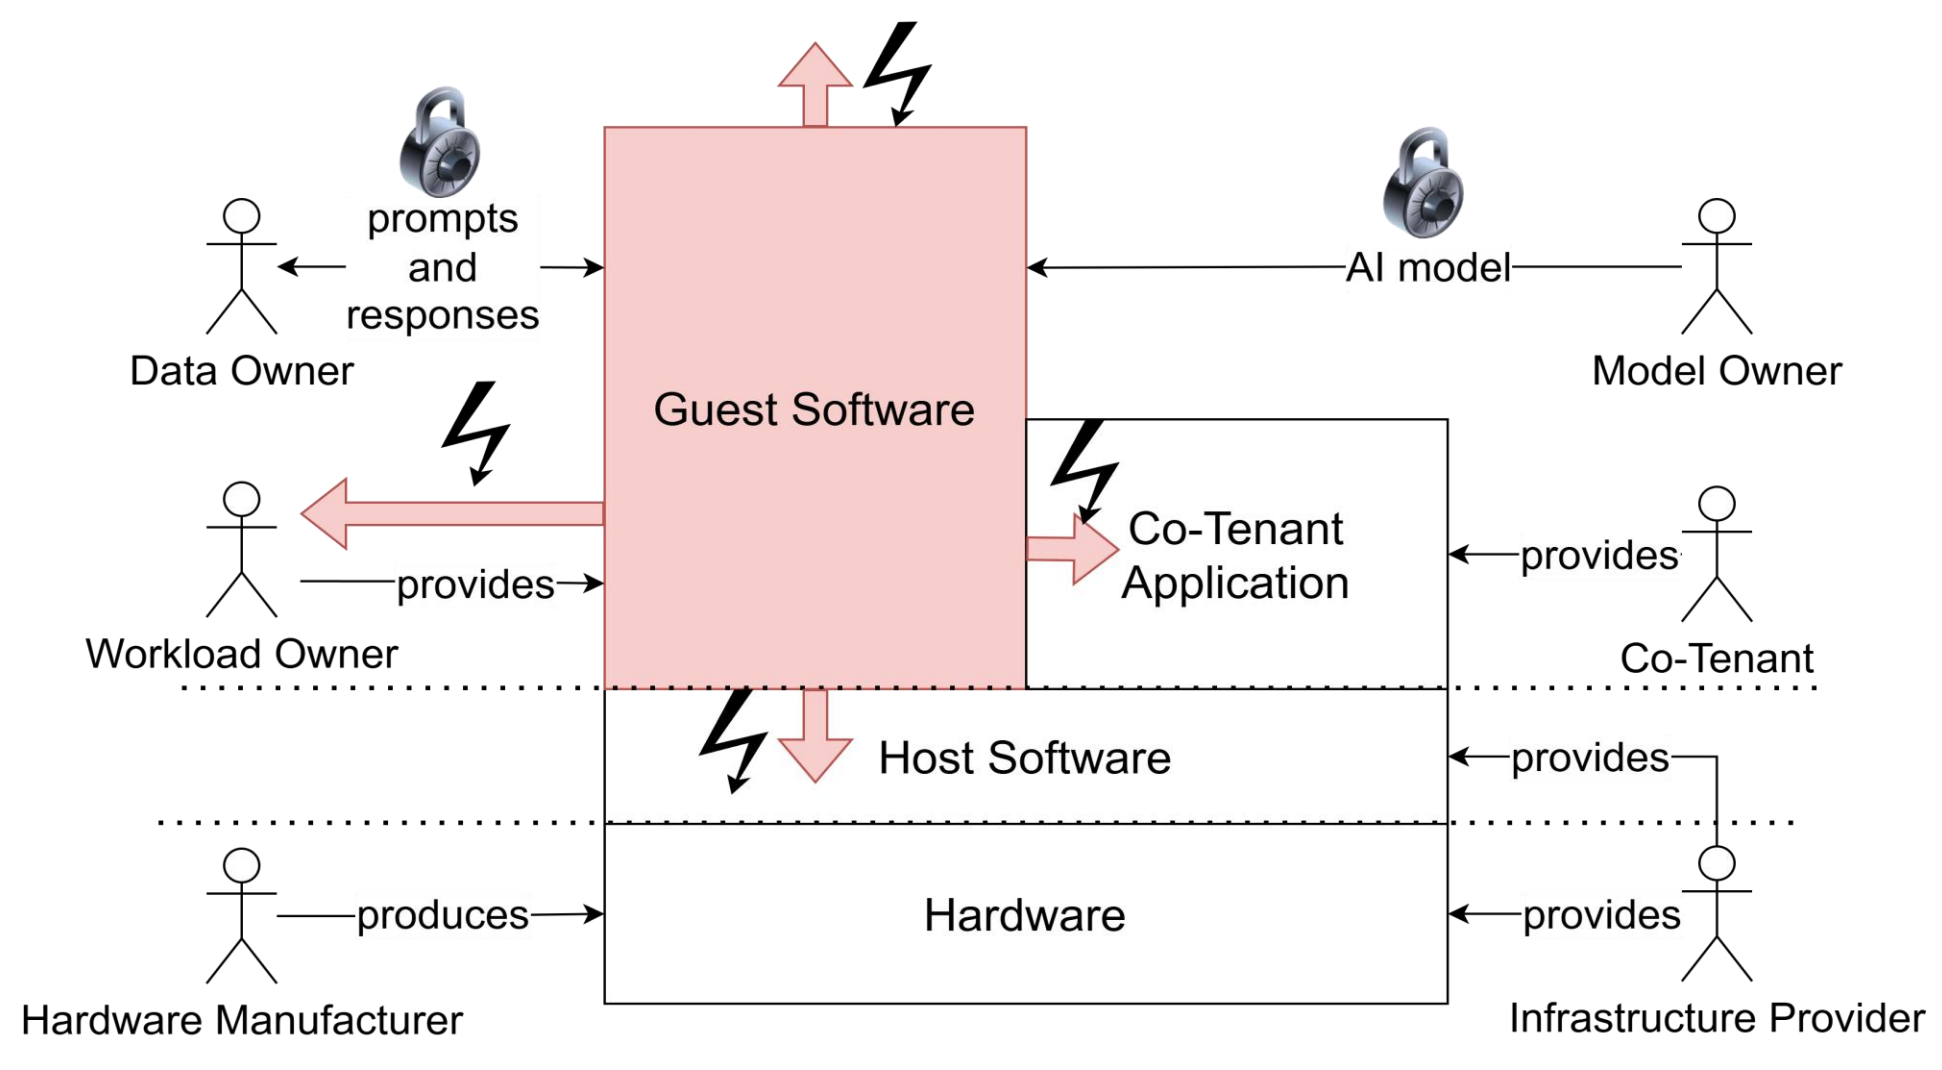 prompts
and
responses
AI model
Data Owner
Model Owner
Guest Software
Co-Tenant
Application
provides
provides
Workload Owner
Co-Tenant
Host Software
provides
produces
Hardware
provides
Hardware Manufacturer
Infrastructure Provider